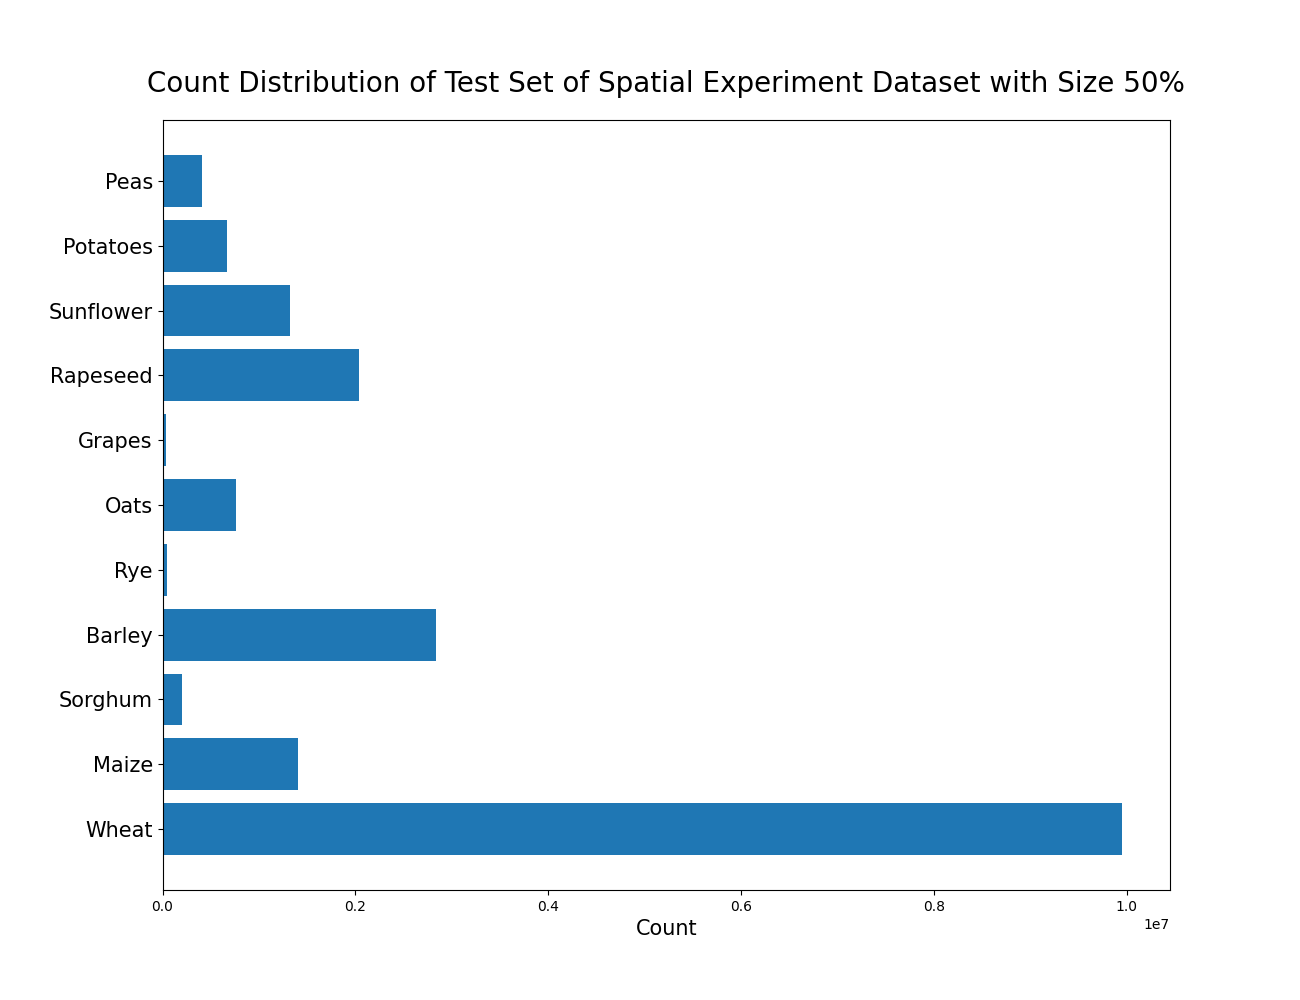 Count Distribution of Test Set of Spatial Experiment Dataset with Size 50%
Peas
Potatoes
Sunflower
Rapeseed
Grapes
Oats
Rye
Barley
Sorghum
Maize
Wheat
0.0 0.2 0.4 0.6 0.8 1.0
1e7
Count